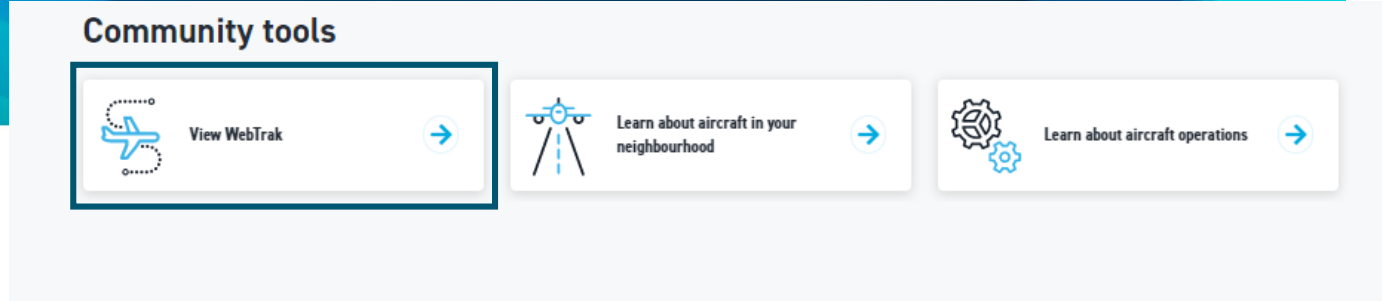 Community tools
View WebTrak
Learn about aircraft in your
neighbourhood
Learn about aircraft operations